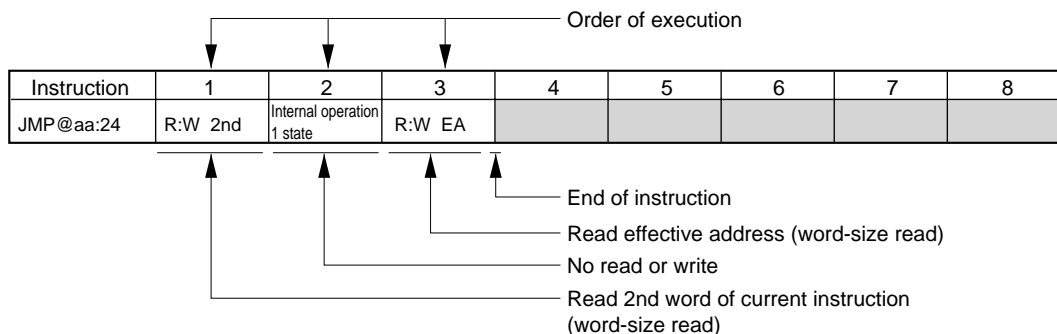 Order of execution
Instruction 1 2 3 4 5 6 7 8
JMP@aa:24 R:W 2nd Internal operation 1 state R:W EA
End of instruction
Read effective address (word-size read)
No read or write
Read 2nd word of current instruction
(word-size read)